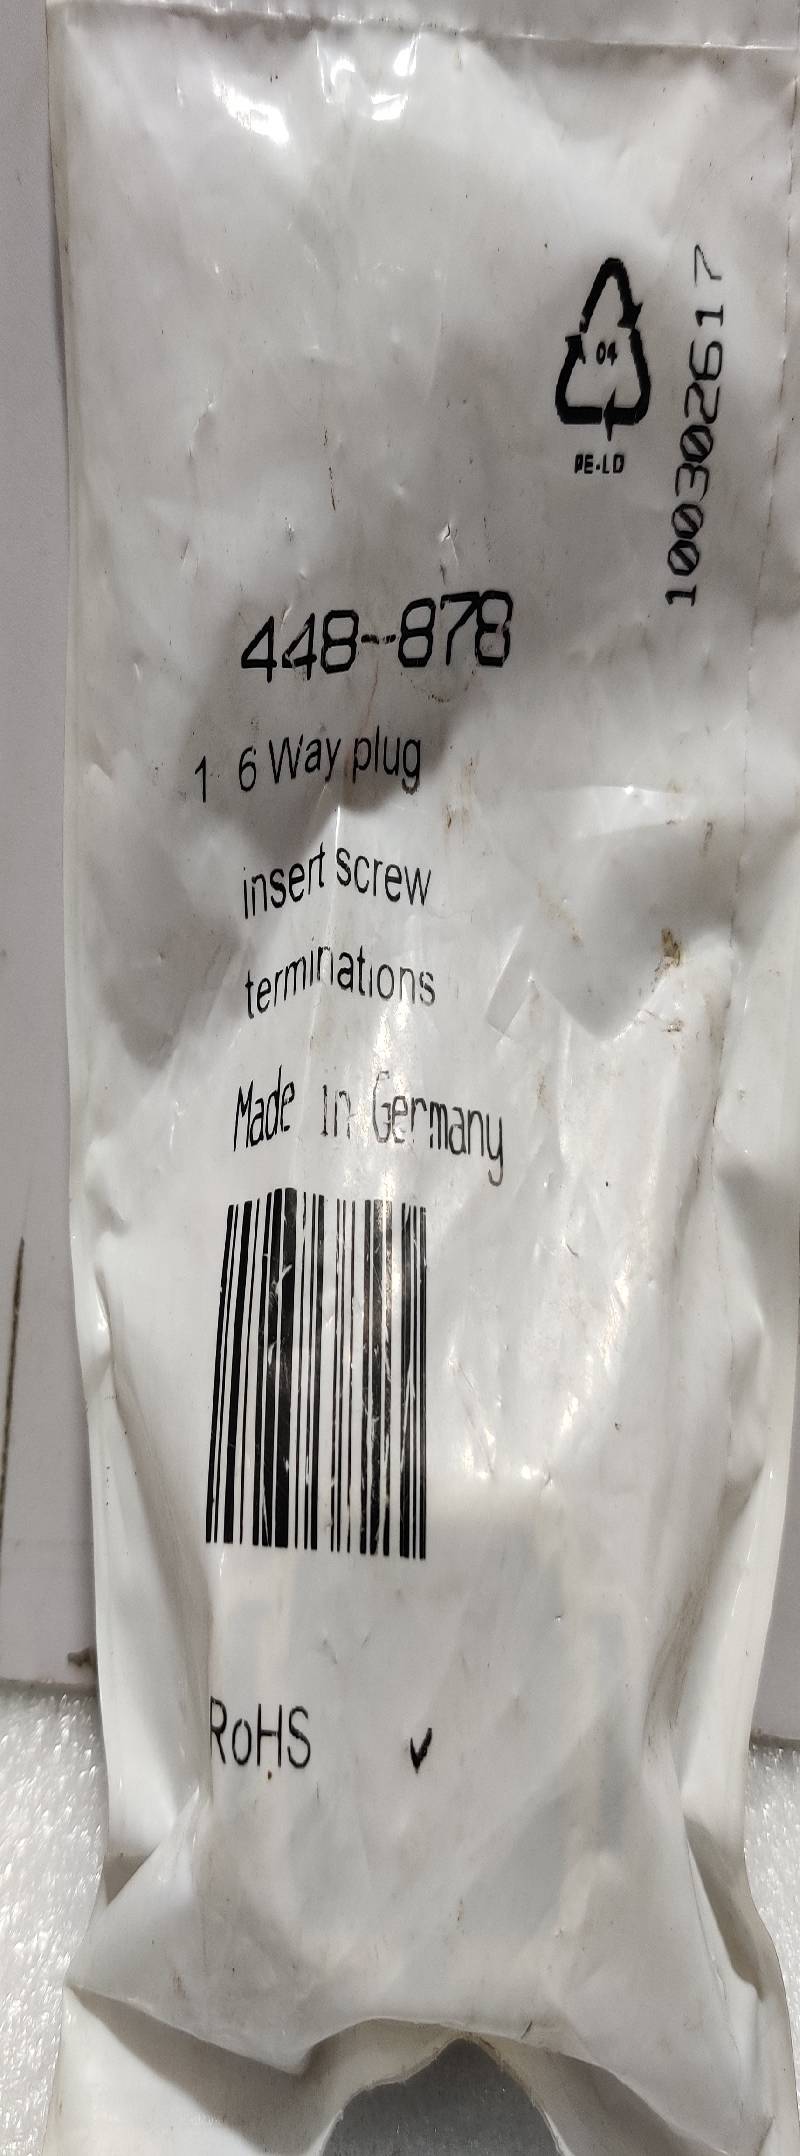 04
PE-LD
100302617
448-878
1 6 Way plug
insert screw
terminations
Made in Germany
RoHS ✓